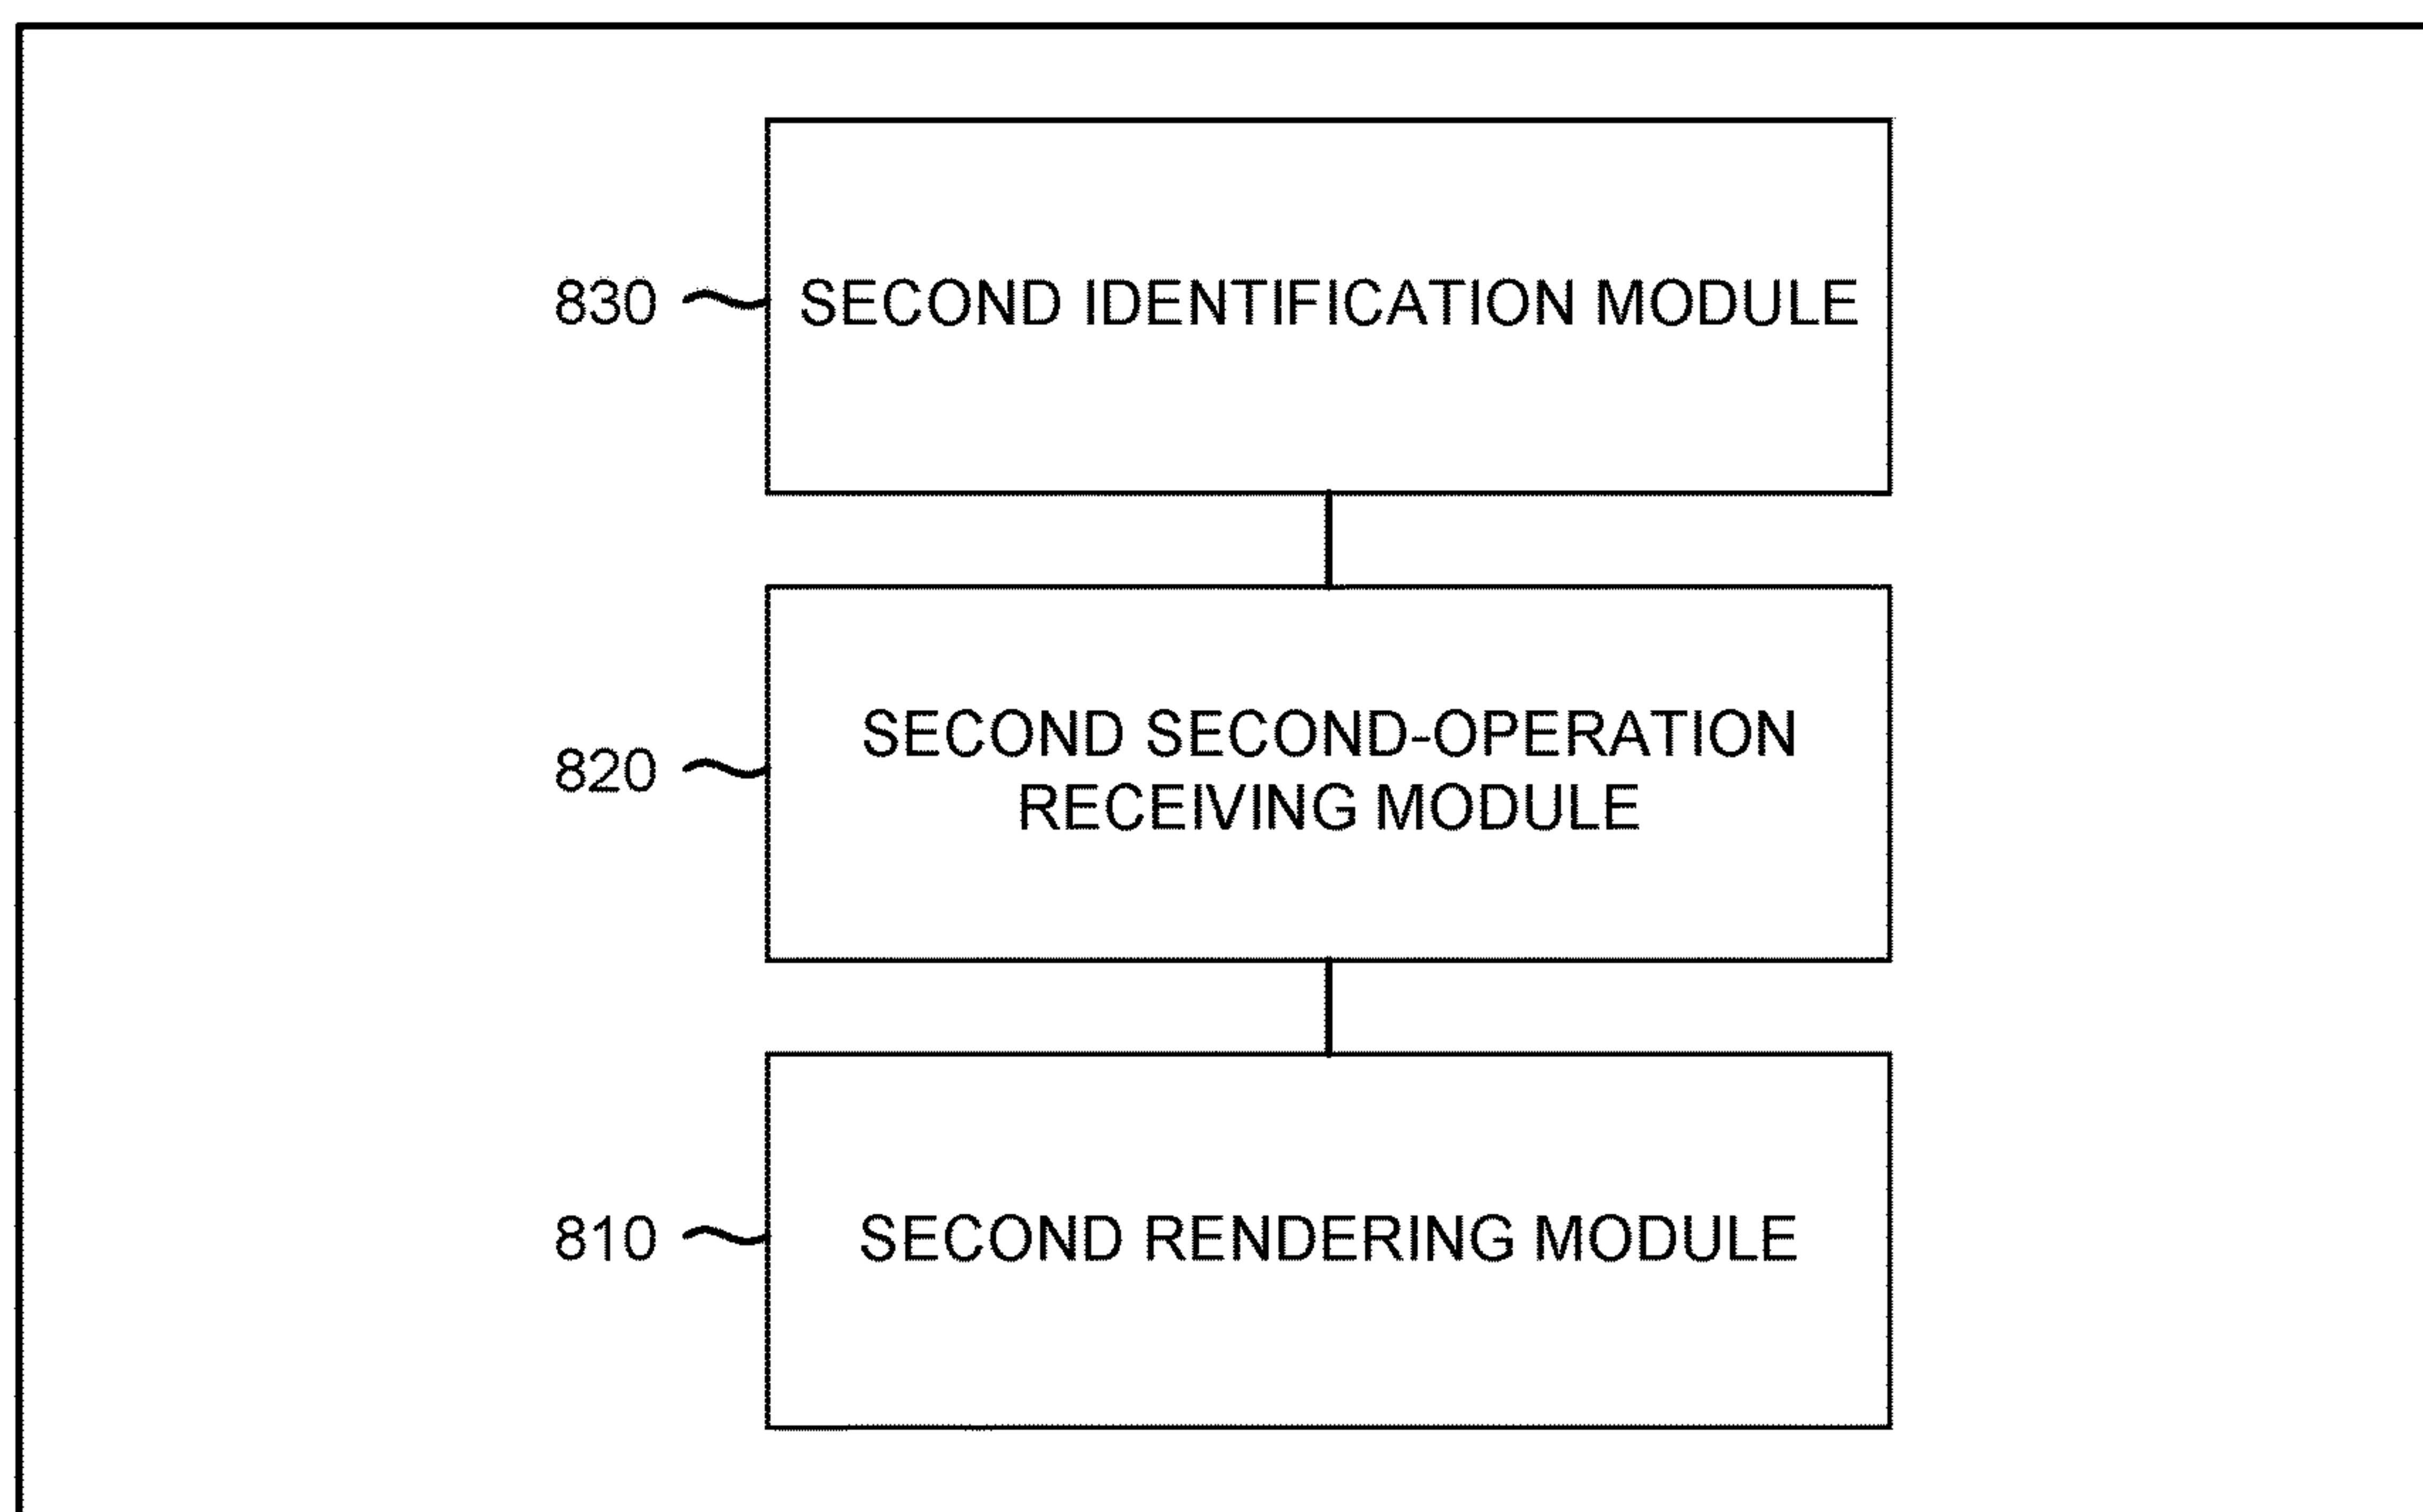 830 SECOND IDENTIFICATION MODULE
SECOND SECOND-OPERATION
820
RECEIVING MODULE
810 SECOND RENDERING MODULE